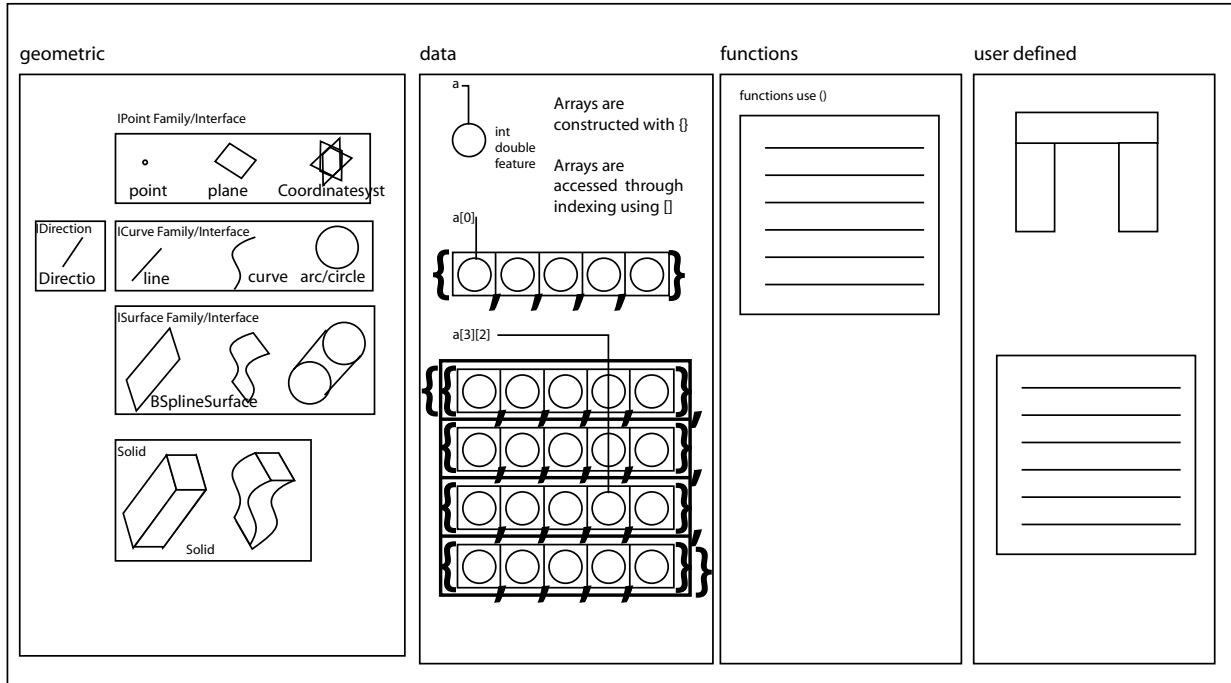 geometric
data
functions
user defined
IPoint Family/Interface
point
plane
Coordinatesyst
IDirection
Directio
ICurve Family/Interface
line
curve
arc/circle
ISurface Family/Interface
BSplineSurface
Solid
Solid
a
int
double
feature
Arrays are
constructed with {}
Arrays are
accessed through
indexing using []
a[0]
{ , , , , }
a[3][2]
{ { , , , , } ,
{ , , , , } ,
{ , , , , } ,
{ , , , , } }
functions use ()